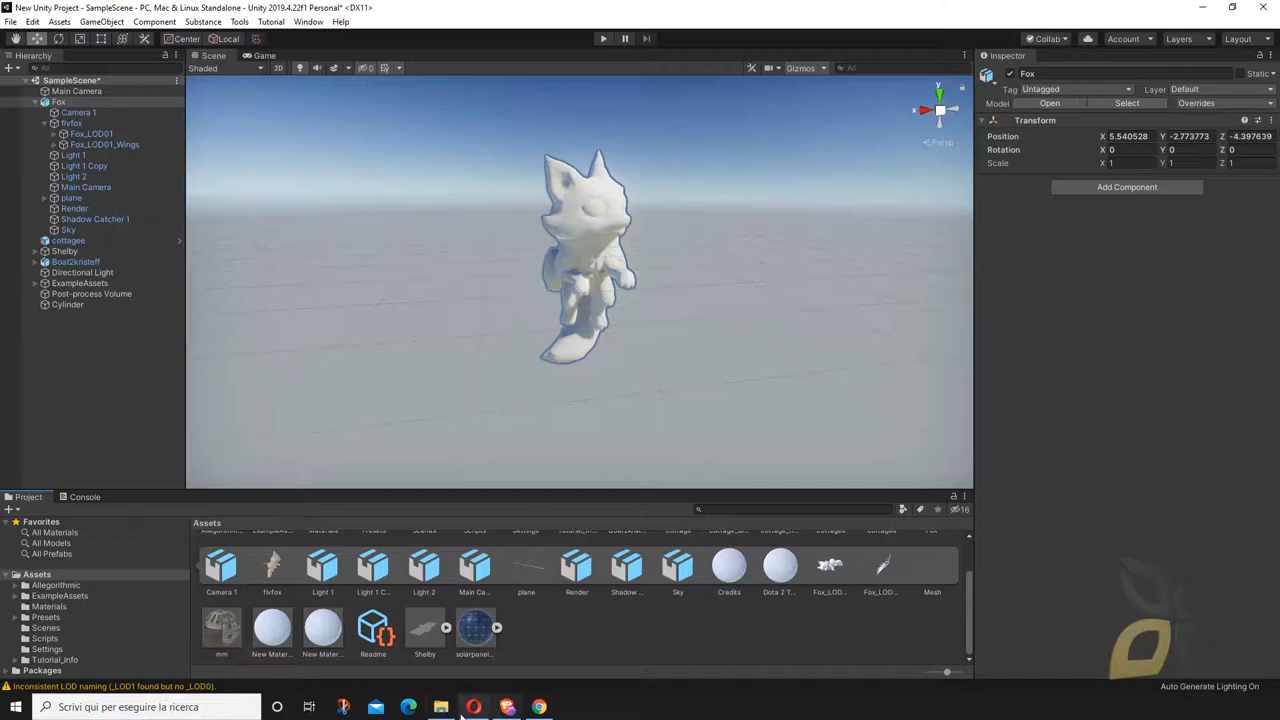 New Unity Project - SampleScene - PC, Mac & Linux Standalone - Unity 2019.4.22f1 Personal* <DX11>
File Edit Assets GameObject Component Substance Tools Tutorial Window Help
Center Local Collab Account Layers Layout
Hierarchy
All
SampleScene*
Main Camera
Fox
Camera 1
fivfox
Fox_LOD01
Fox_LOD01_Wings
Light 1
Light 1 Copy
Light 2
Main Camera
plane
Render
Shadow Catcher 1
Sky
cottagee
Shelby
Boat2knsteff
Directional Light
ExampleAssets
Post-process Volume
Cylinder
Scene Game
Shaded 2D 0 Gizmos All
y
x
Persp
Inspector
Fox Static
Tag Untagged Layer Default
Model Open Select Overrides
Transform
Position X 5.540528 Y -2.773773 Z -4.397639
Rotation X 0 Y 0 Z 0
Scale X 1 Y 1 Z 1
Add Component
Project Console
16
Favorites
All Materials
All Models
All Prefabs
Assets
Allegorithmic
ExampleAssets
Materials
Presets
Scenes
Scripts
Settings
Tutorial_Info
Packages
Assets
Camera 1 fivfox Light 1 Light 1 C... Light 2 Main Ca... plane Render Shadow ... Sky Credits Dota 2 T... Fox_LOD... Fox_LOD... Mesh
mm New Mater... New Mater... Readme Shelby solarpanel...
Inconsistent LOD naming (_LOD1 found but no _LOD0).
Auto Generate Lighting On
Scrivi qui per eseguire la ricerca